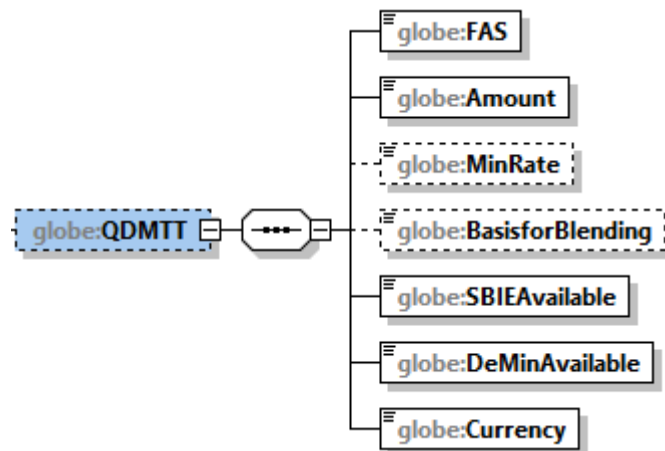 globe:FAS
globe:Amount
globe:MinRate
globe:QDMTT
globe:BasisforBlending
globe:SBIEAvailable
globe:DeMinAvailable
globe:Currency